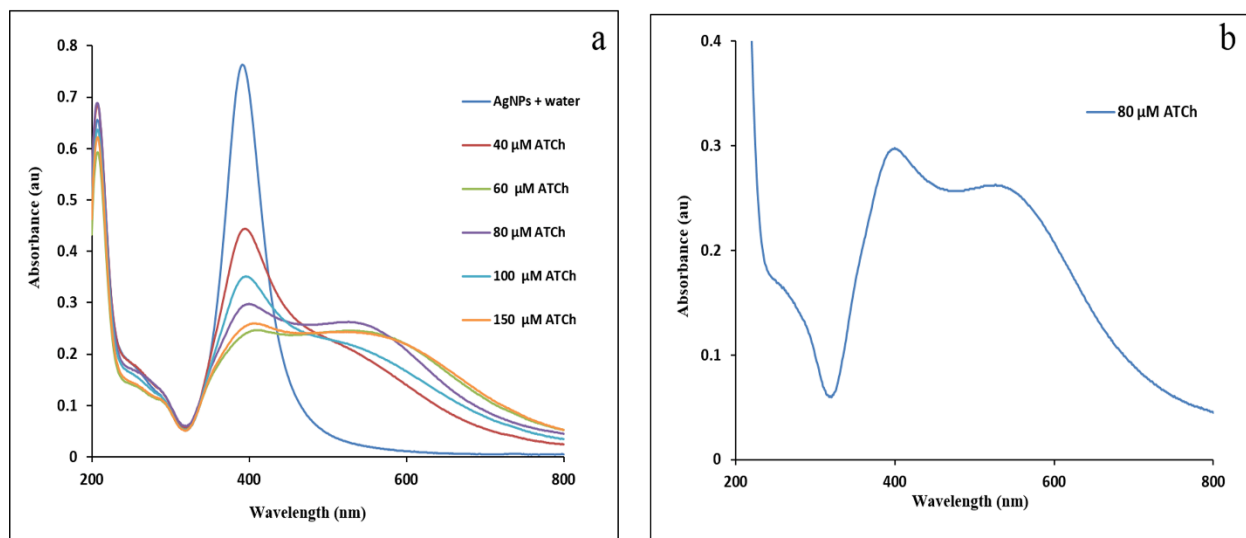 a
0.8
0.7
0.6
0.5
0.4
0.3
0.2
0.1
0
Absorbance (au)
200
400
600
800
Wavelength (nm)
AgNPs + water
40 µM ATCh
60 µM ATCh
80 µM ATCh
100 µM ATCh
150 µM ATCh
b
0.4
0.3
0.2
0.1
0
Absorbance (au)
200
400
600
800
Wavelength (nm)
80 µM ATCh